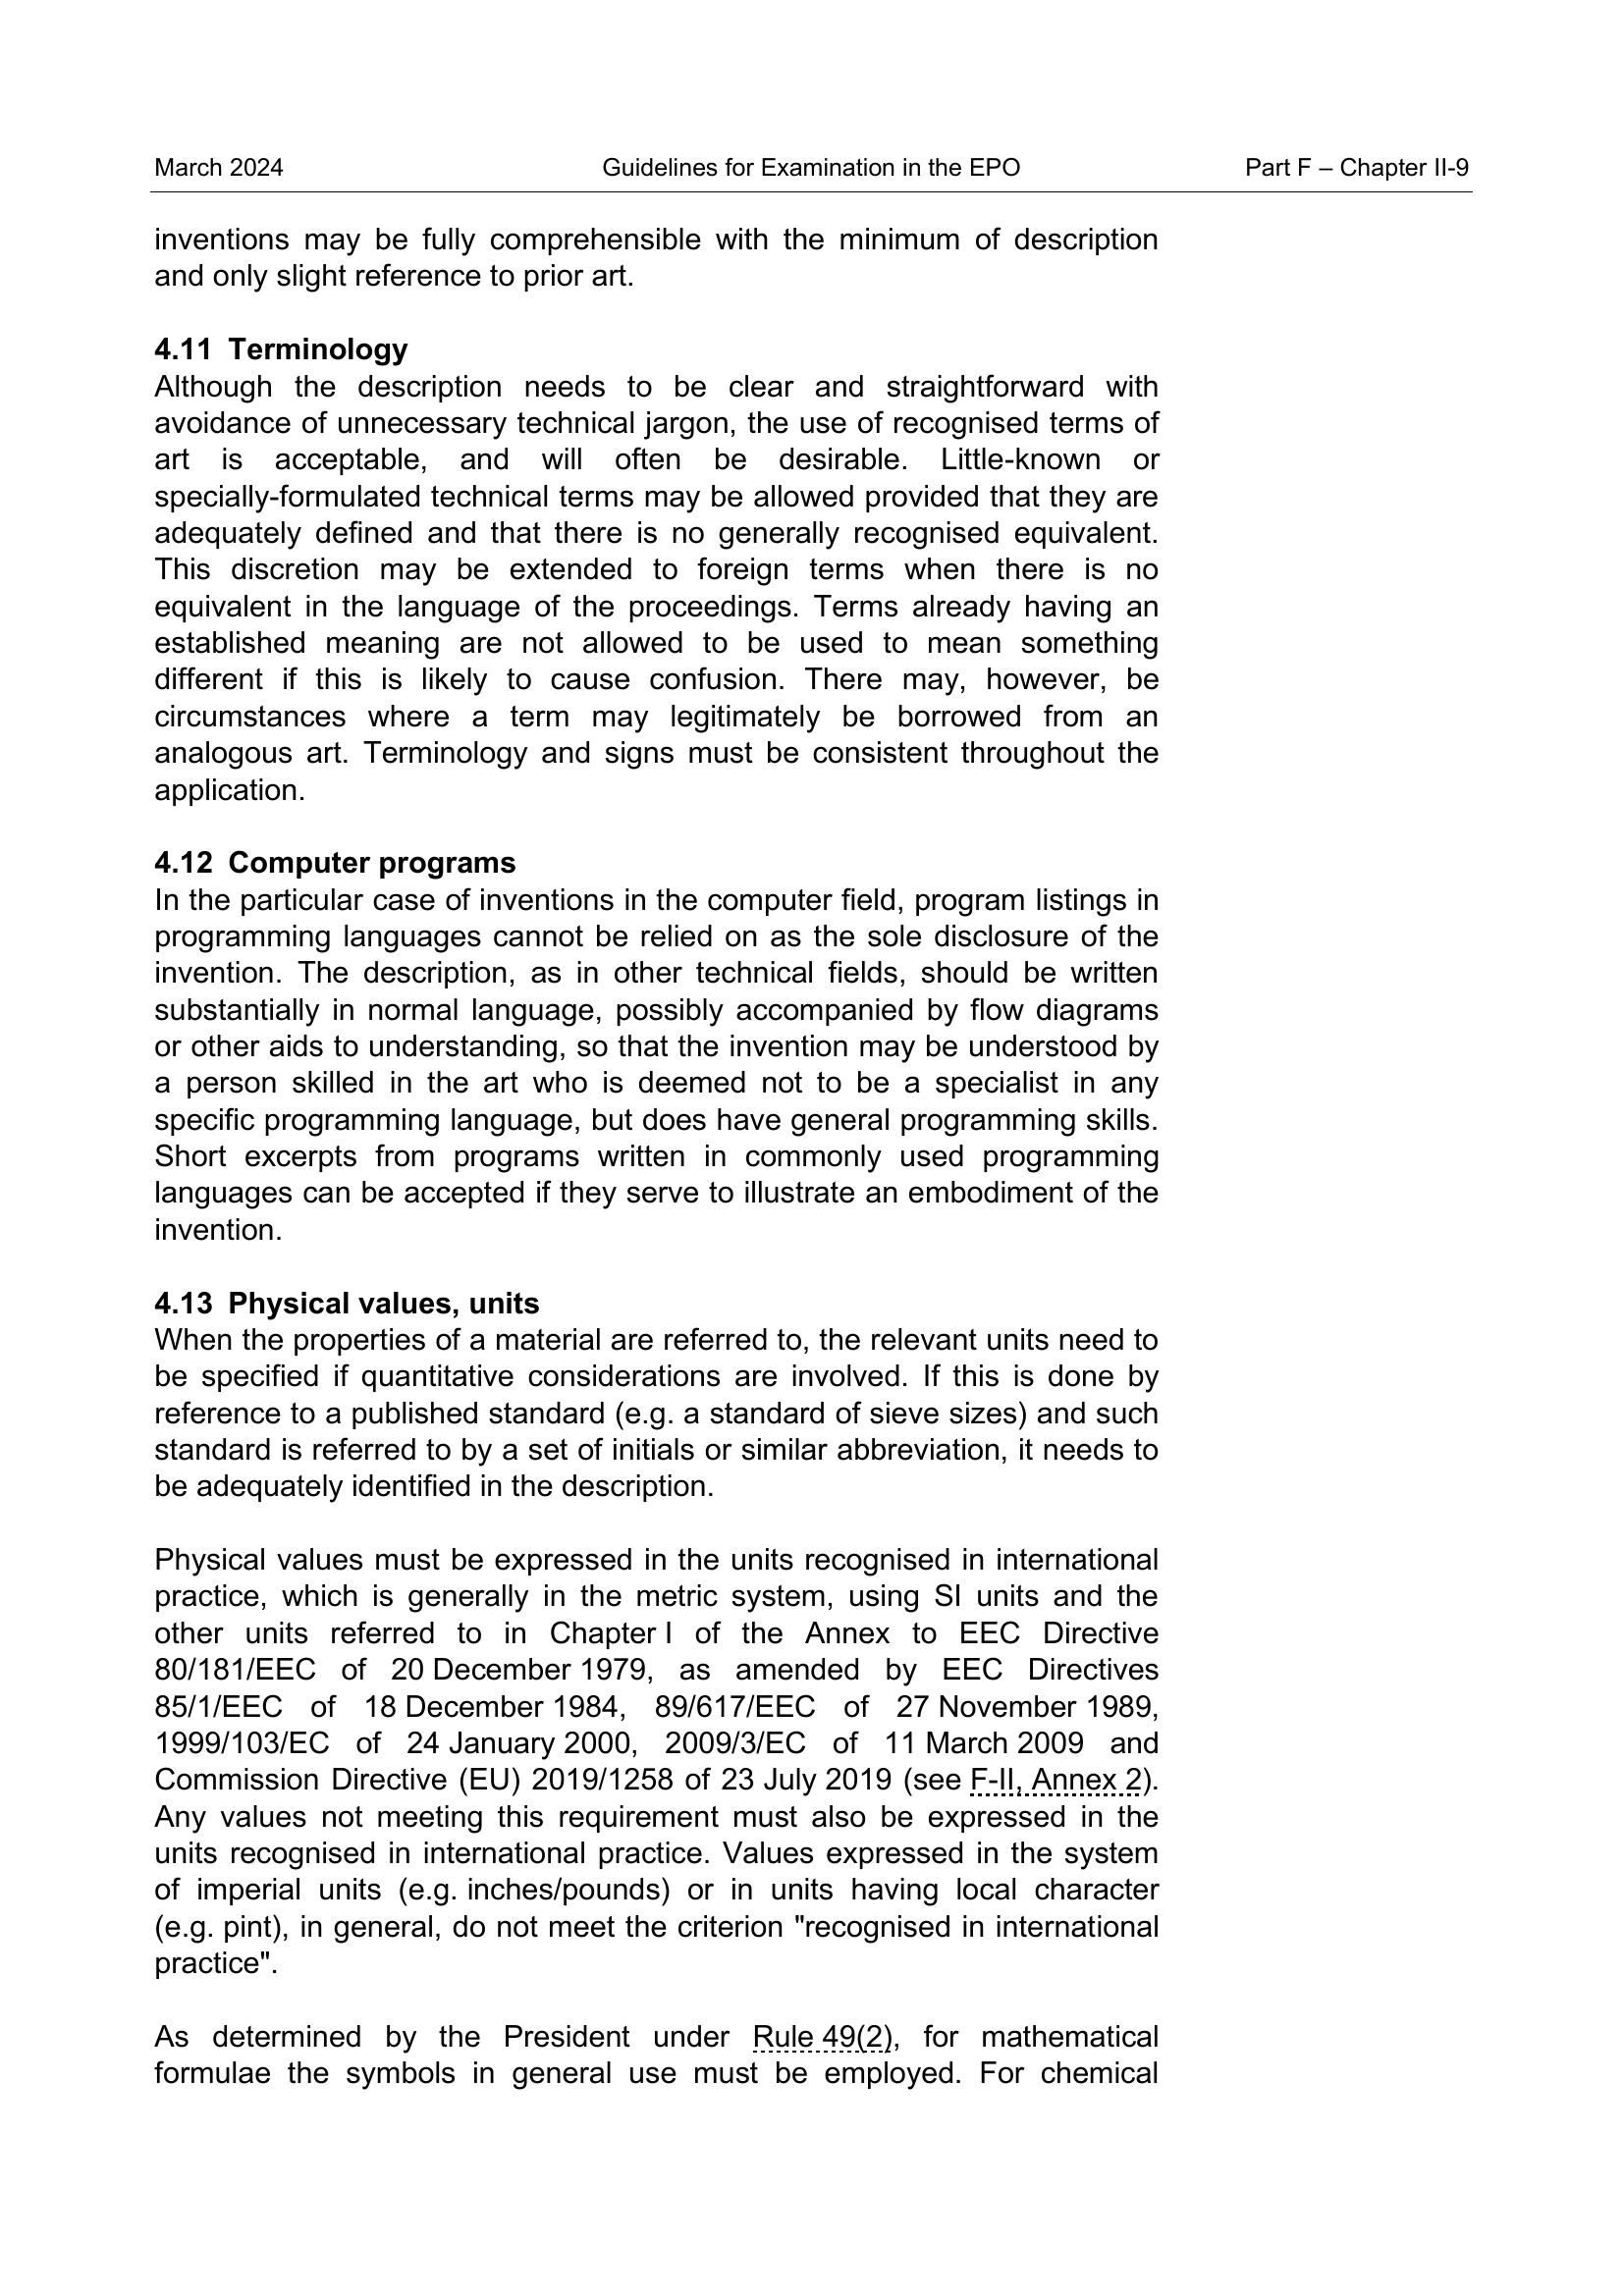 March 2024 Guidelines for Examination in the EPO Part F – Chapter II-9
inventions may be fully comprehensible with the minimum of description
and only slight reference to prior art.
4.11 Terminology
Although the description needs to be clear and straightforward with
avoidance of unnecessary technical jargon, the use of recognised terms of
art is acceptable, and will often be desirable. Little-known or
specially-formulated technical terms may be allowed provided that they are
adequately defined and that there is no generally recognised equivalent.
This discretion may be extended to foreign terms when there is no
equivalent in the language of the proceedings. Terms already having an
established meaning are not allowed to be used to mean something
different if this is likely to cause confusion. There may, however, be
circumstances where a term may legitimately be borrowed from an
analogous art. Terminology and signs must be consistent throughout the
application.
4.12 Computer programs
In the particular case of inventions in the computer field, program listings in
programming languages cannot be relied on as the sole disclosure of the
invention. The description, as in other technical fields, should be written
substantially in normal language, possibly accompanied by flow diagrams
or other aids to understanding, so that the invention may be understood by
a person skilled in the art who is deemed not to be a specialist in any
specific programming language, but does have general programming skills.
Short excerpts from programs written in commonly used programming
languages can be accepted if they serve to illustrate an embodiment of the
invention.
4.13 Physical values, units
When the properties of a material are referred to, the relevant units need to
be specified if quantitative considerations are involved. If this is done by
reference to a published standard (e.g. a standard of sieve sizes) and such
standard is referred to by a set of initials or similar abbreviation, it needs to
be adequately identified in the description.
Physical values must be expressed in the units recognised in international
practice, which is generally in the metric system, using SI units and the
other units referred to in Chapter I of the Annex to EEC Directive
80/181/EEC of 20 December 1979, as amended by EEC Directives
85/1/EEC of 18 December 1984, 89/617/EEC of 27 November 1989,
1999/103/EC of 24 January 2000, 2009/3/EC of 11 March 2009 and
Commission Directive (EU) 2019/1258 of 23 July 2019 (see F-II, Annex 2).
Any values not meeting this requirement must also be expressed in the
units recognised in international practice. Values expressed in the system
of imperial units (e.g. inches/pounds) or in units having local character
(e.g. pint), in general, do not meet the criterion "recognised in international
practice".
As determined by the President under Rule 49(2), for mathematical
formulae the symbols in general use must be employed. For chemical